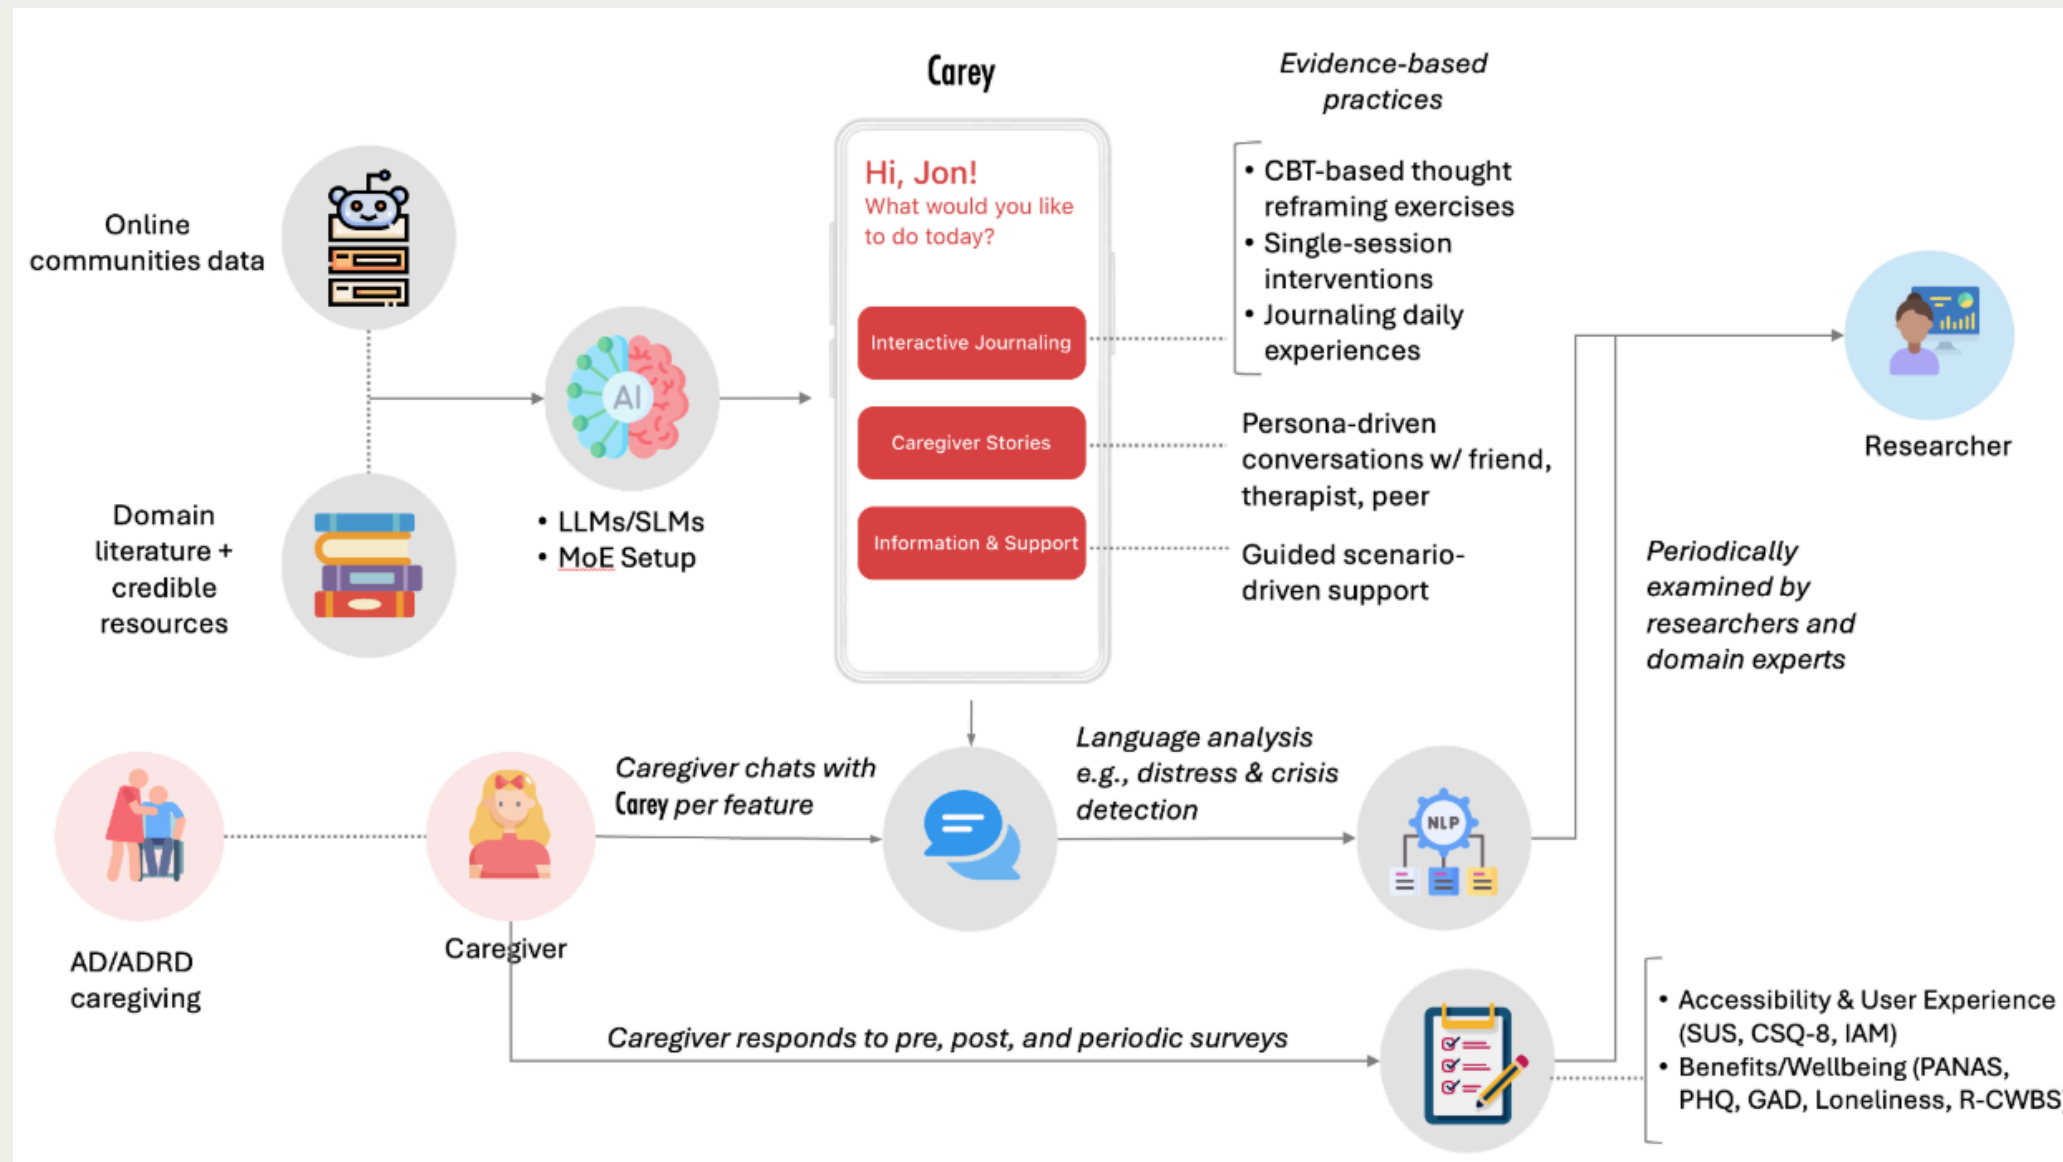 Carey
Evidence-based
practices
Online
communities data
Hi, Jon!
What would you like
to do today?
Interactive Journaling
Caregiver Stories
Information & Support
• CBT-based thought
reframing exercises
• Single-session
interventions
• Journaling daily
experiences
Persona-driven
conversations w/ friend,
therapist, peer
Guided scenario-
driven support
AI
• LLMs/SLMs
• MoE Setup
Domain
literature +
credible
resources
Researcher
Periodically
examined by
researchers and
domain experts
AD/ADRD
caregiving
Caregiver
Caregiver chats with
Carey per feature
Language analysis
e.g., distress & crisis
detection
NLP
Caregiver responds to pre, post, and periodic surveys
• Accessibility & User Experience
(SUS, CSQ-8, IAM)
• Benefits/Wellbeing (PANAS,
PHQ, GAD, Loneliness, R-CWBS)